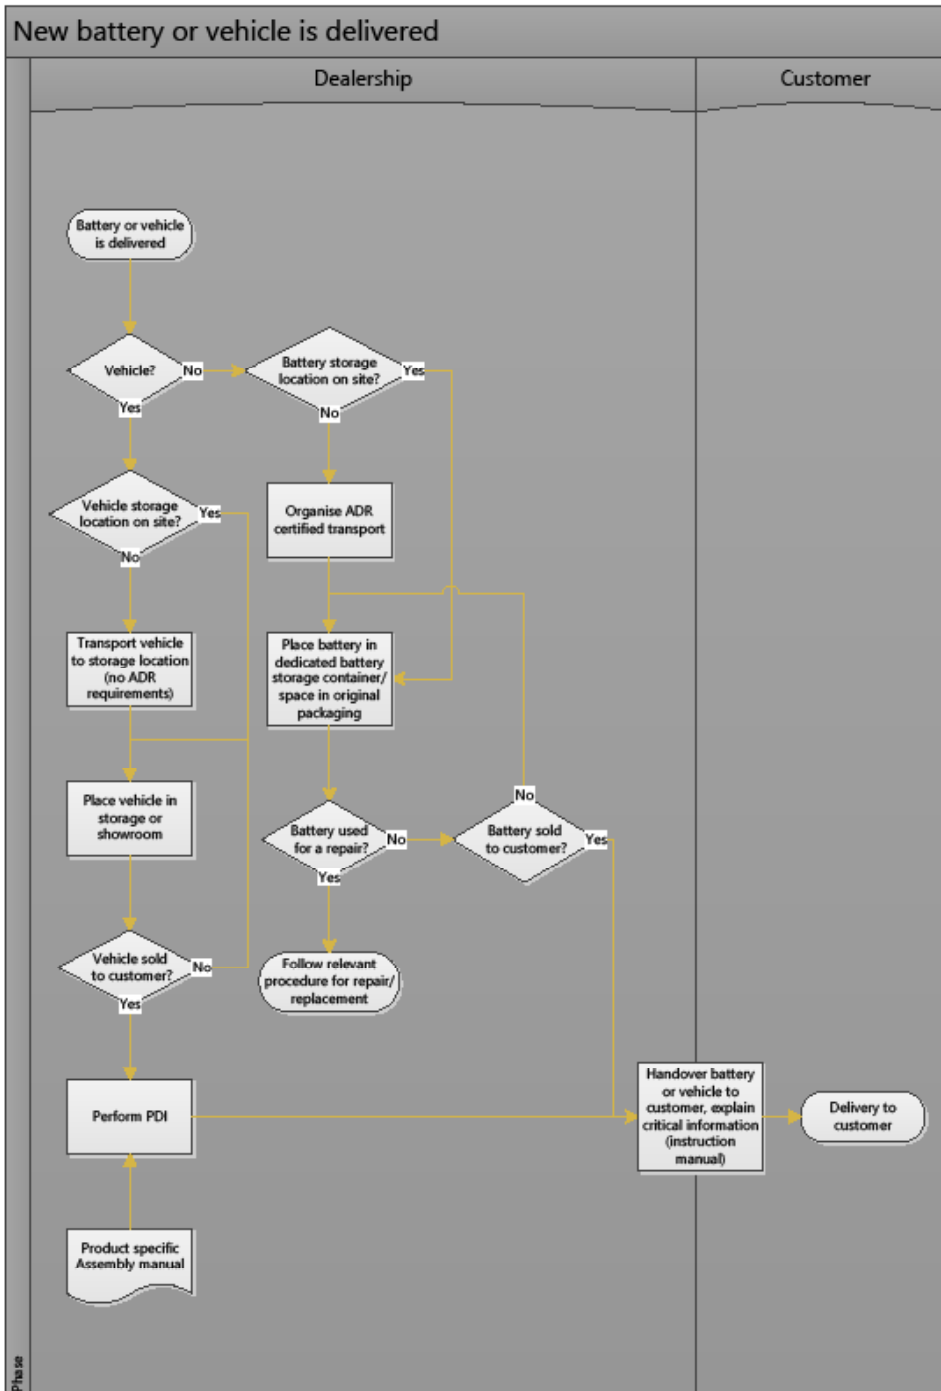 New battery or vehicle is delivered
Dealership
Customer
Battery or vehicle
is delivered
Vehicle?
No
Yes
Battery storage
location on site?
Yes
No
Vehicle storage
location on site?
Yes
No
Organise ADR
certified transport
Transport vehicle
to storage location
(no ADR
requirements)
Place battery in
dedicated battery
storage container/
space in original
packaging
Place vehicle in
storage or
showroom
Battery used
for a repair?
No
Yes
No
Battery sold
to customer?
Yes
Vehicle sold
to customer?
No
Yes
Follow relevant
procedure for repair/
replacement
Perform PDI
Handover battery
or vehicle to
customer, explain
critical information
(instruction
manual)
Delivery to
customer
Product specific
Assembly manual
Phase